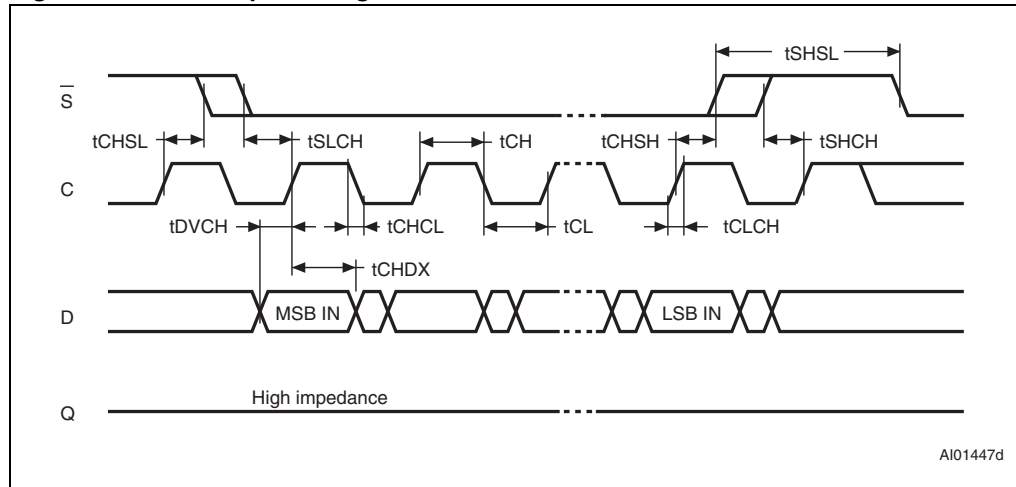 tSHSL
S
tCHSL
tSLCH
tCH
tCHSH
tSHCH
C
tDVCH
tCHCL
tCL
tCLCH
tCHDX
D
MSB IN
LSB IN
High impedance
Q
AI01447d